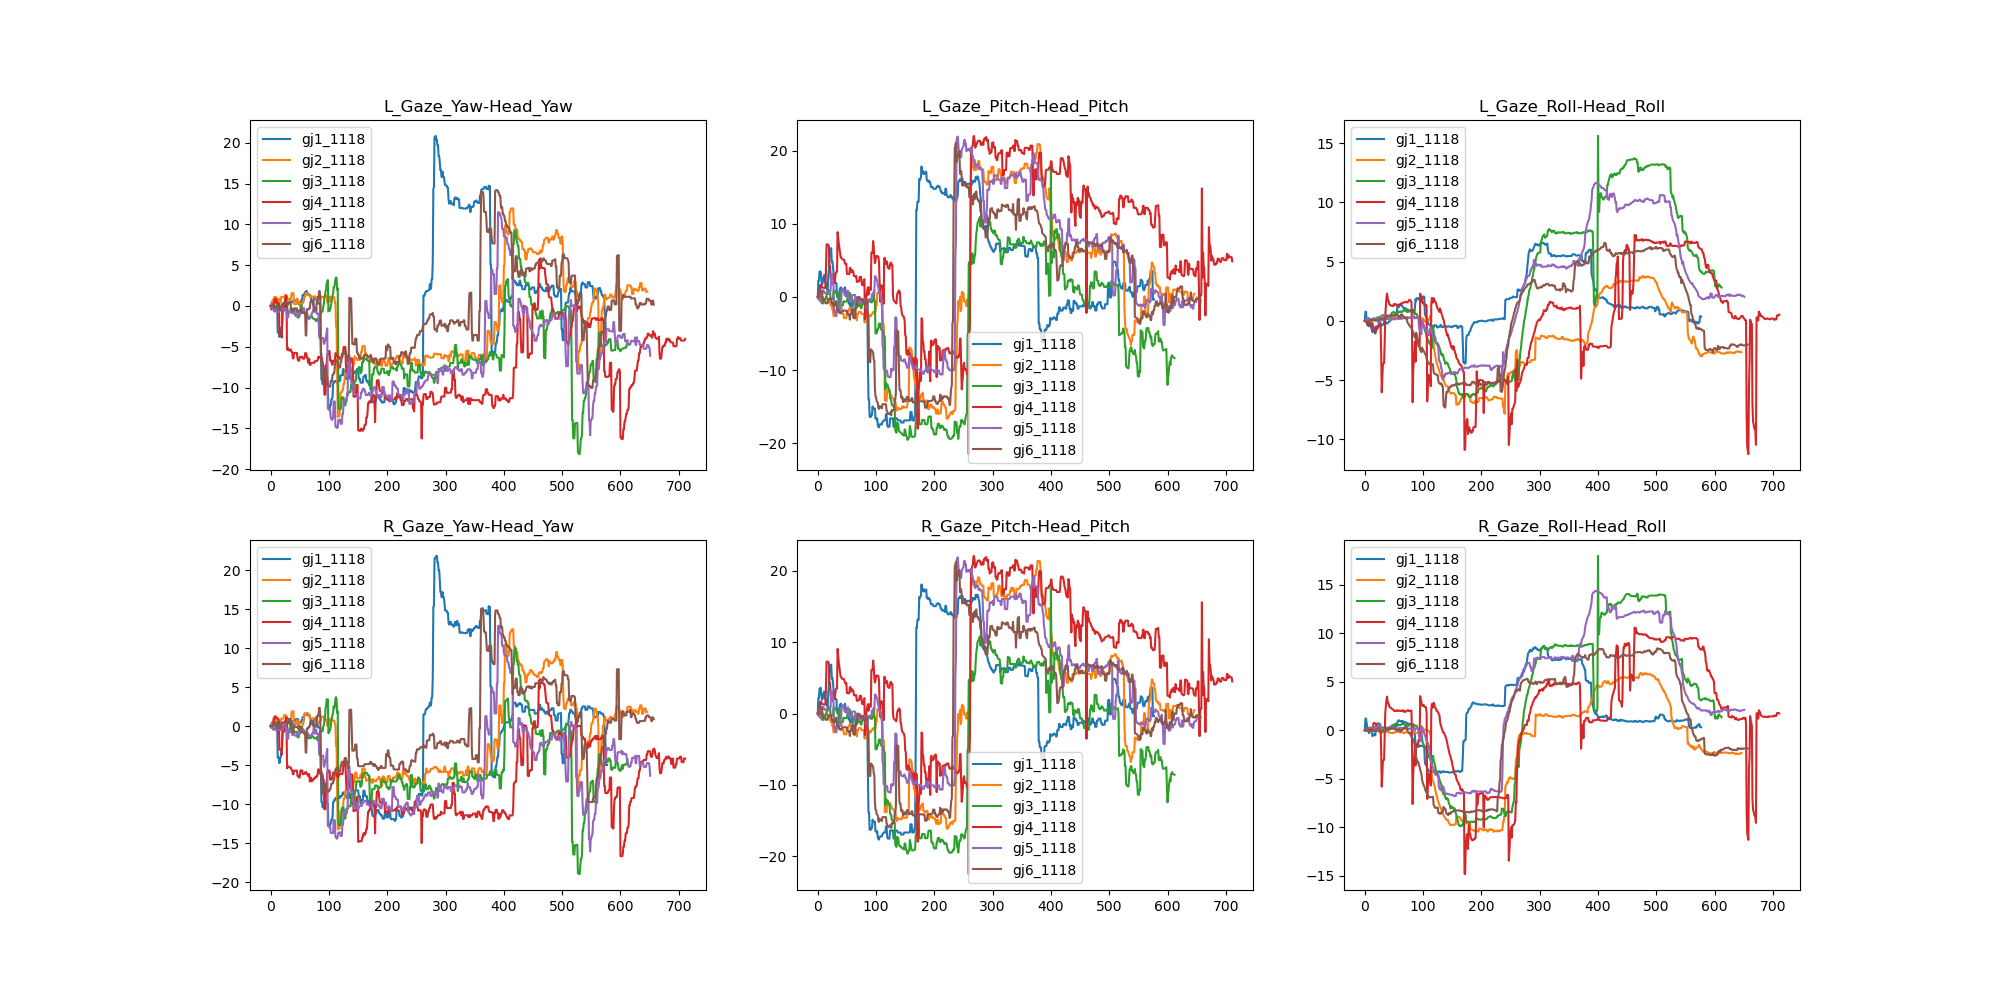 L_Gaze_Yaw-Head_Yaw
20
15
10
5
0
−5
−10
−15
−20
0 100 200 300 400 500 600 700
gj1_1118
gj2_1118
gj3_1118
gj4_1118
gj5_1118
gj6_1118
L_Gaze_Pitch-Head_Pitch
20
10
0
−10
−20
0 100 200 300 400 500 600 700
gj1_1118
gj2_1118
gj3_1118
gj4_1118
gj5_1118
gj6_1118
L_Gaze_Roll-Head_Roll
15
10
5
0
−5
−10
0 100 200 300 400 500 600 700
gj1_1118
gj2_1118
gj3_1118
gj4_1118
gj5_1118
gj6_1118
R_Gaze_Yaw-Head_Yaw
20
15
10
5
0
−5
−10
−15
−20
0 100 200 300 400 500 600 700
gj1_1118
gj2_1118
gj3_1118
gj4_1118
gj5_1118
gj6_1118
R_Gaze_Pitch-Head_Pitch
20
10
0
−10
−20
0 100 200 300 400 500 600 700
gj1_1118
gj2_1118
gj3_1118
gj4_1118
gj5_1118
gj6_1118
R_Gaze_Roll-Head_Roll
15
10
5
0
−5
−10
−15
0 100 200 300 400 500 600 700
gj1_1118
gj2_1118
gj3_1118
gj4_1118
gj5_1118
gj6_1118